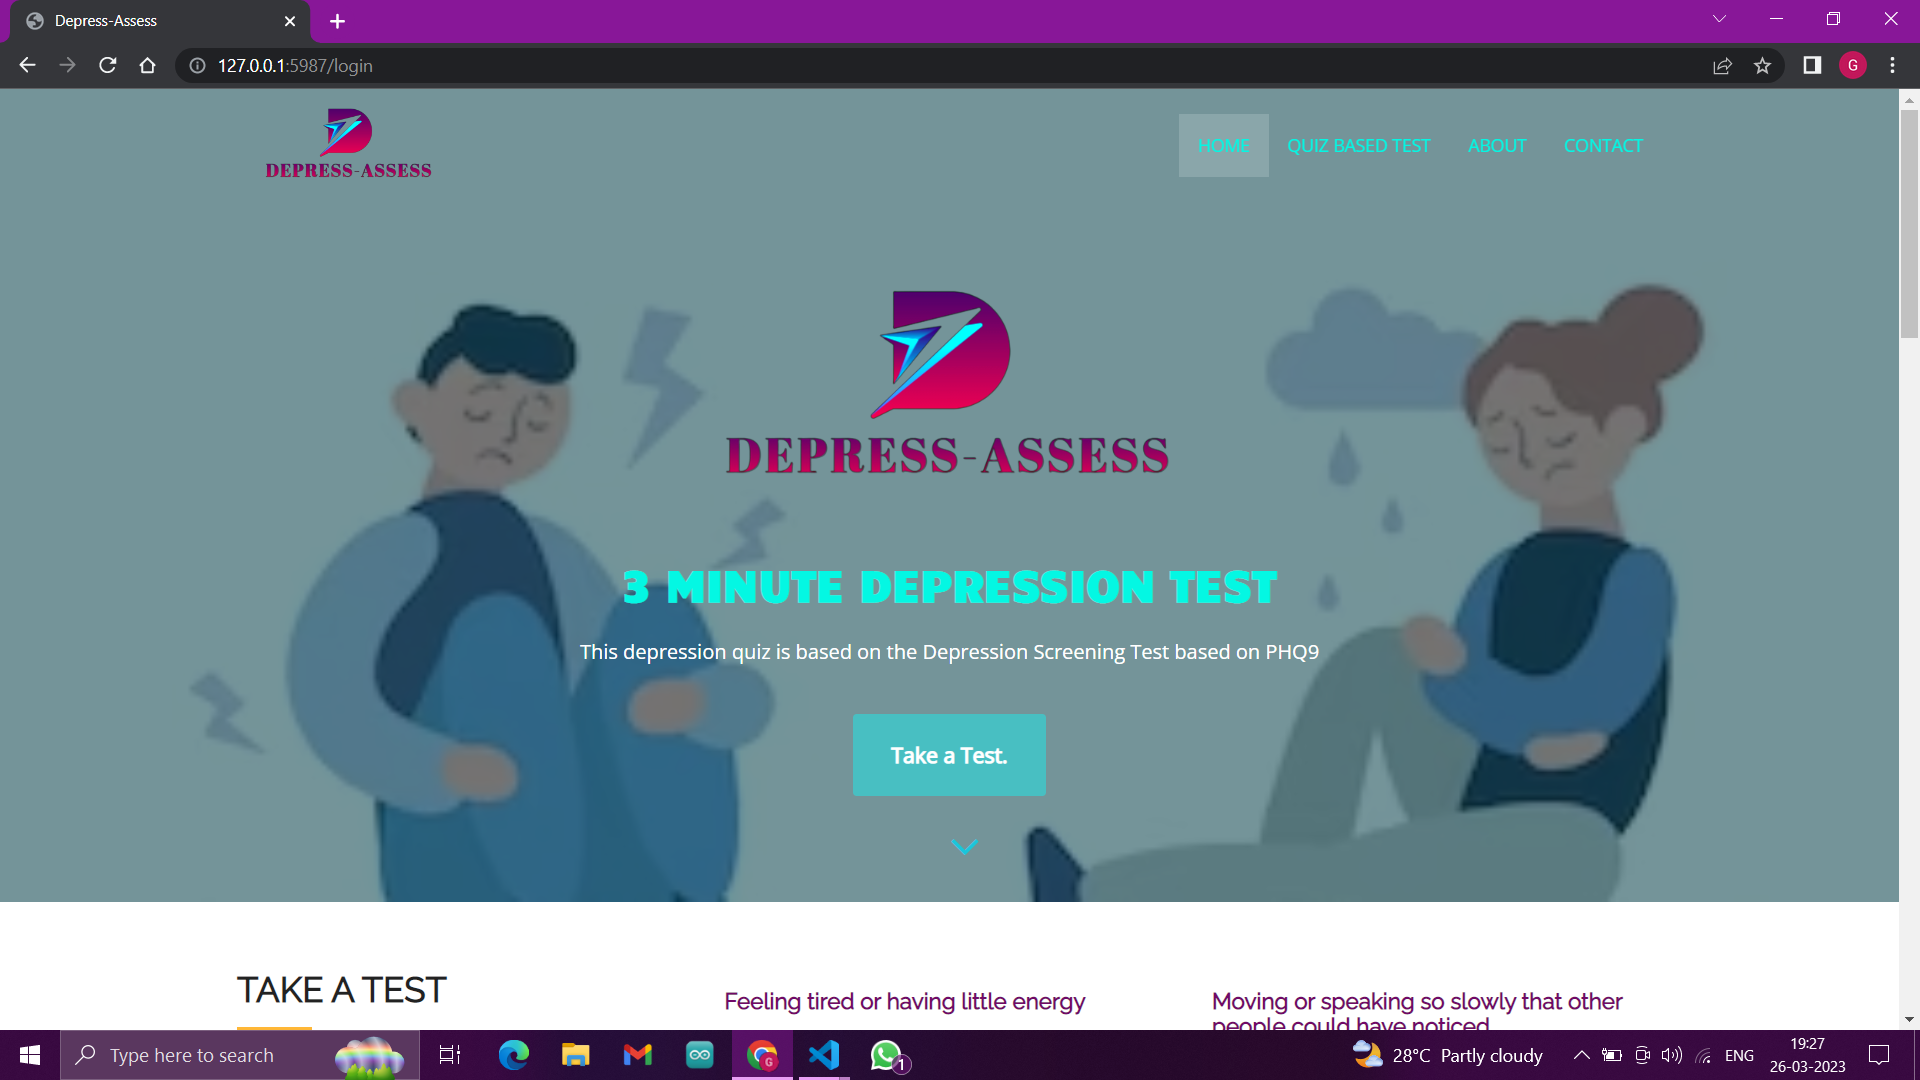 Depress-Assess
127.0.0.1:5987/login
G
DEPRESS-ASSESS
HOME QUIZ BASED TEST ABOUT CONTACT
DEPRESS-ASSESS
3 MINUTE DEPRESSION TEST
This depression quiz is based on the Depression Screening Test based on PHQ9
Take a Test.
TAKE A TEST
Feeling tired or having little energy
Moving or speaking so slowly that other
people could have noticed
Type here to search
G
1
28°C Partly cloudy
ENG
19:27
26-03-2023